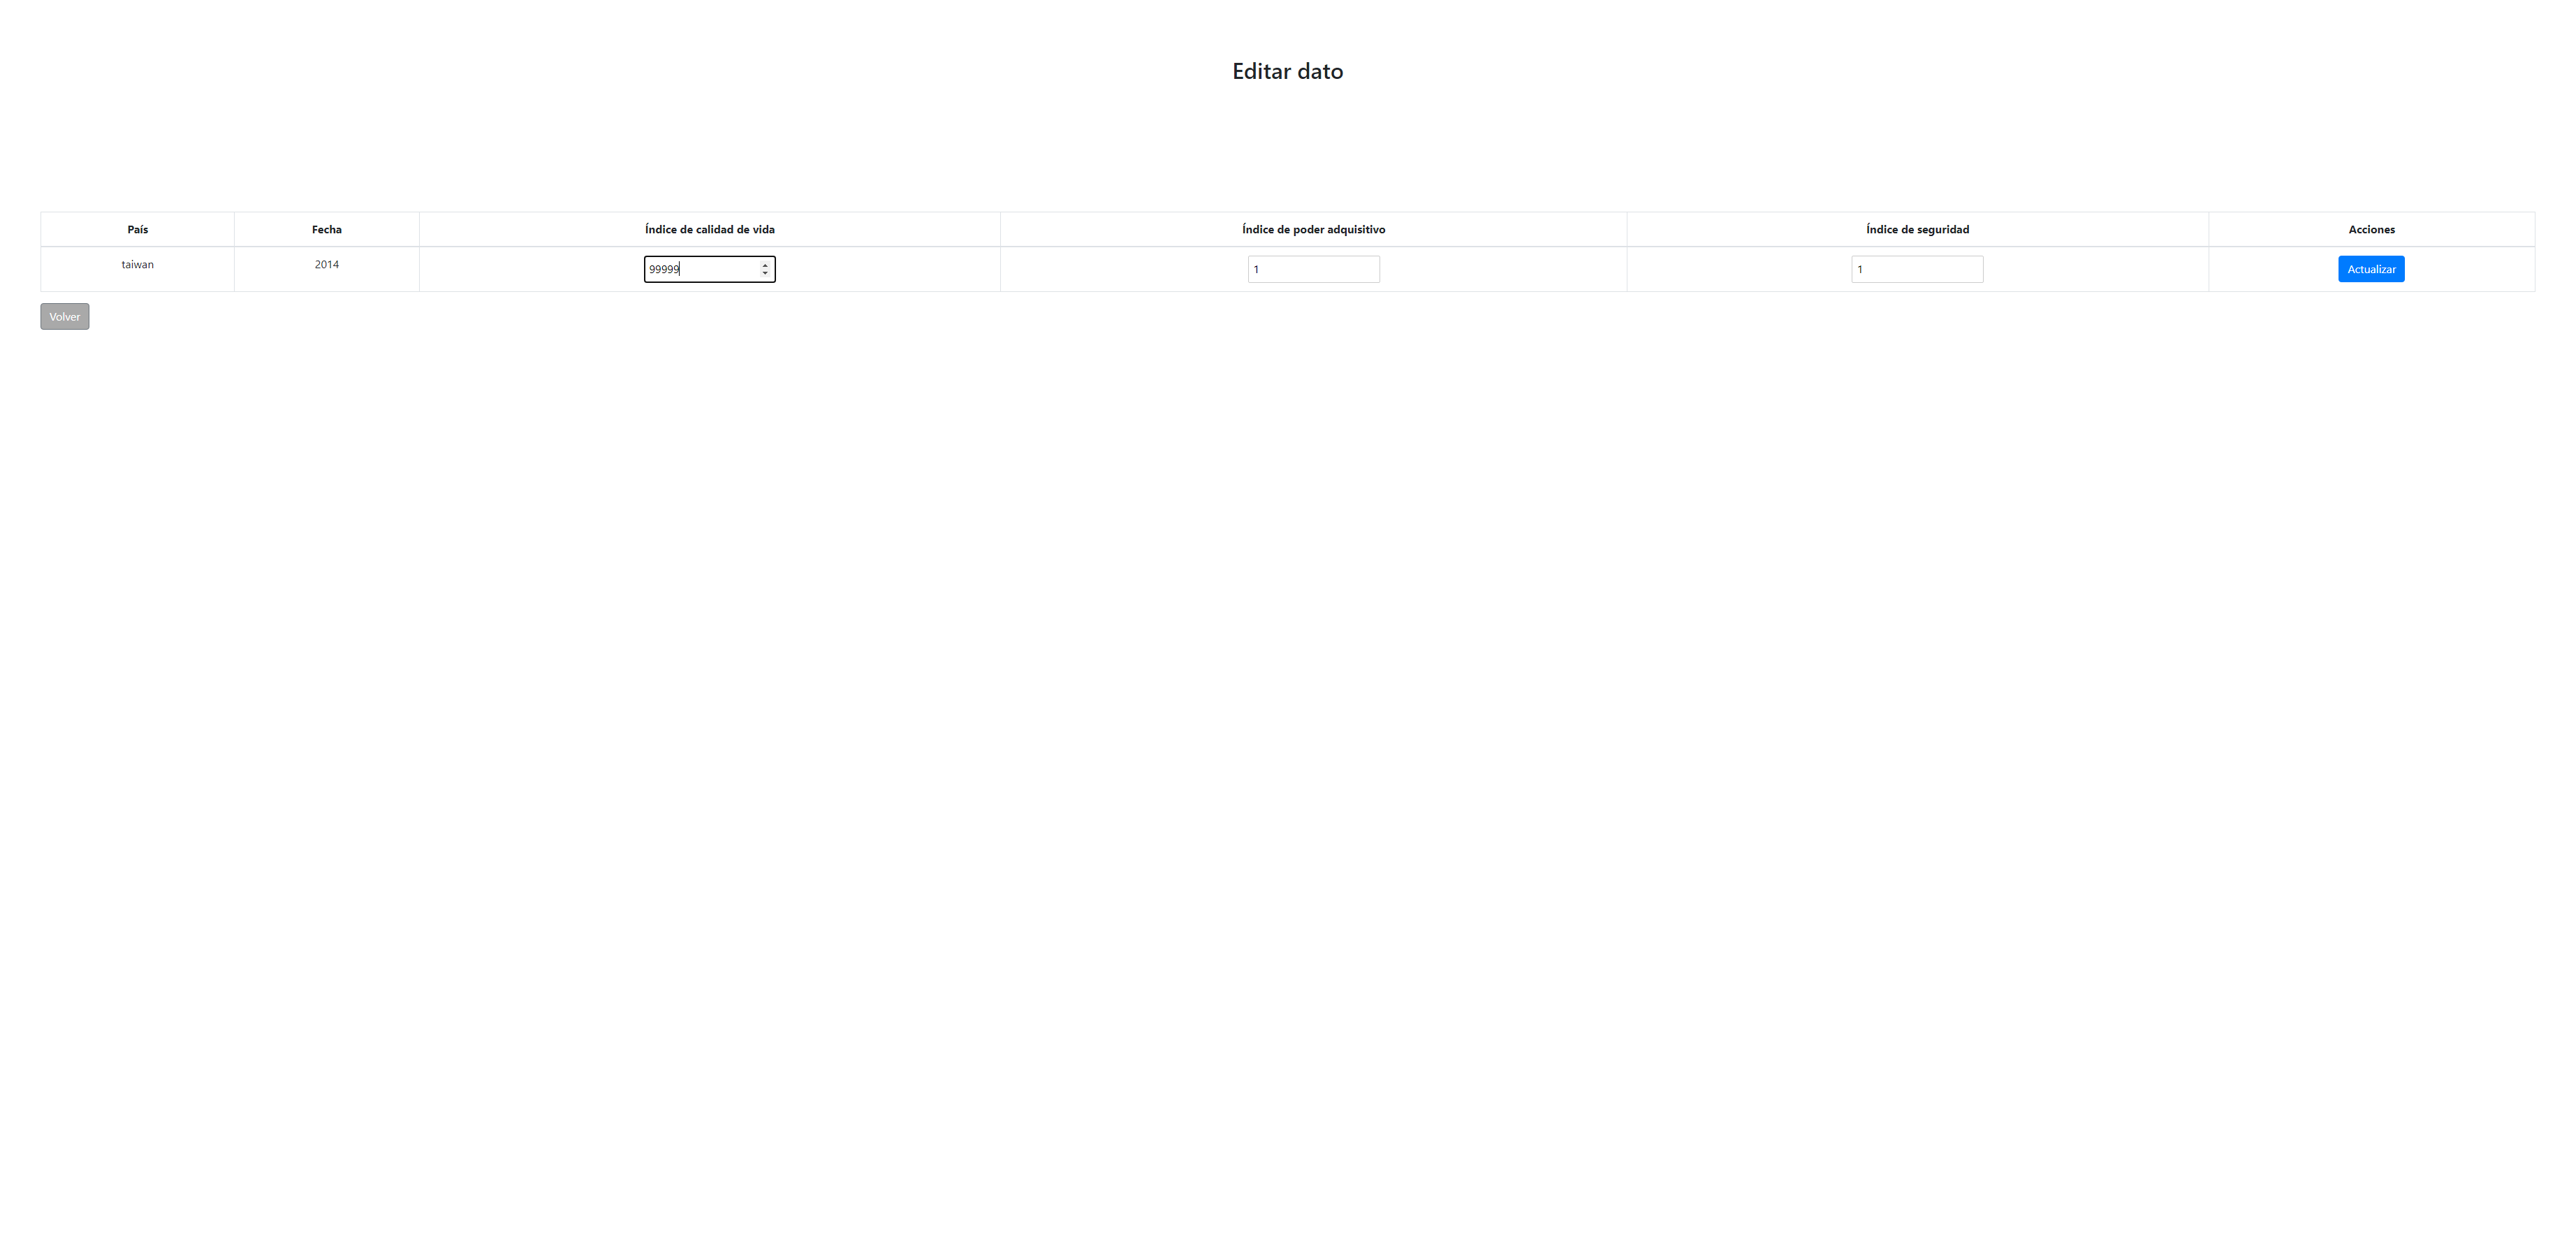 Editar dato
País Fecha Índice de calidad de vida Índice de poder adquisitivo Índice de seguridad Acciones
taiwan 2014 99999 1 1 Actualizar
Volver